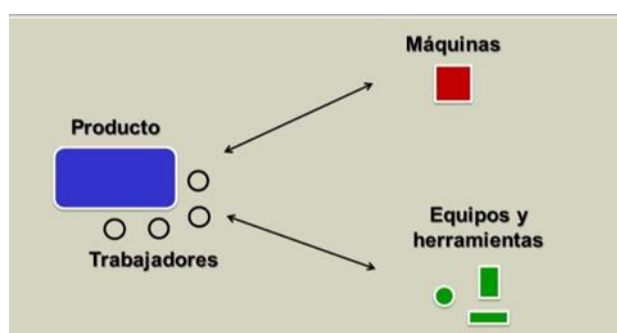 Máquinas
Producto
Trabajadores
Equipos y
herramientas